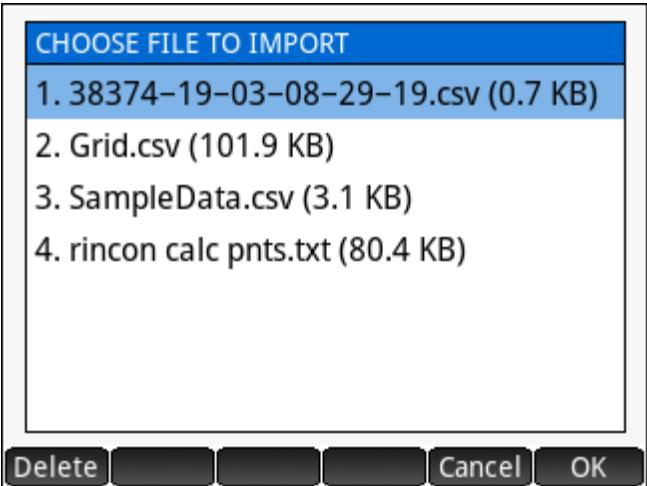 CHOOSE FILE TO IMPORT
1. 38374-19-03-08-29-19.csv (0.7 KB)
2. Grid.csv (101.9 KB)
3. SampleData.csv (3.1 KB)
4. rincon calc pnts.txt (80.4 KB)
Delete Cancel OK